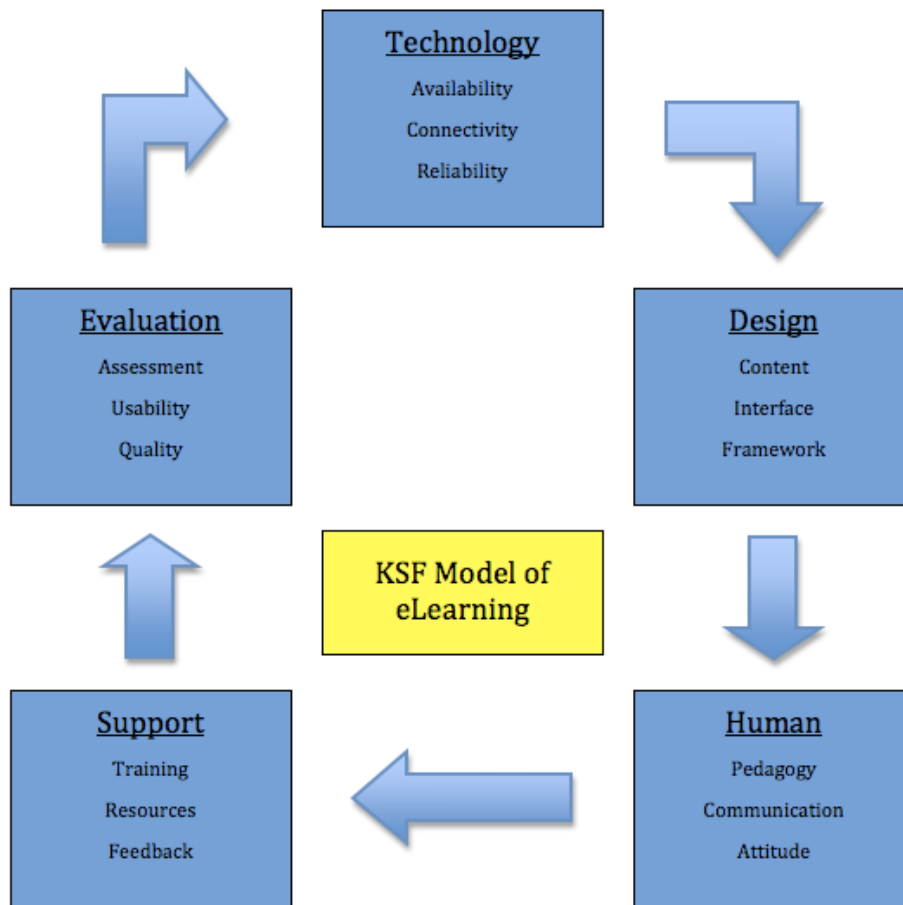 Technology
Availability
Connectivity
Reliability
Evaluation
Assessment
Usability
Quality
Design
Content
Interface
Framework
KSF Model of
eLearning
Support
Training
Resources
Feedback
Human
Pedagogy
Communication
Attitude